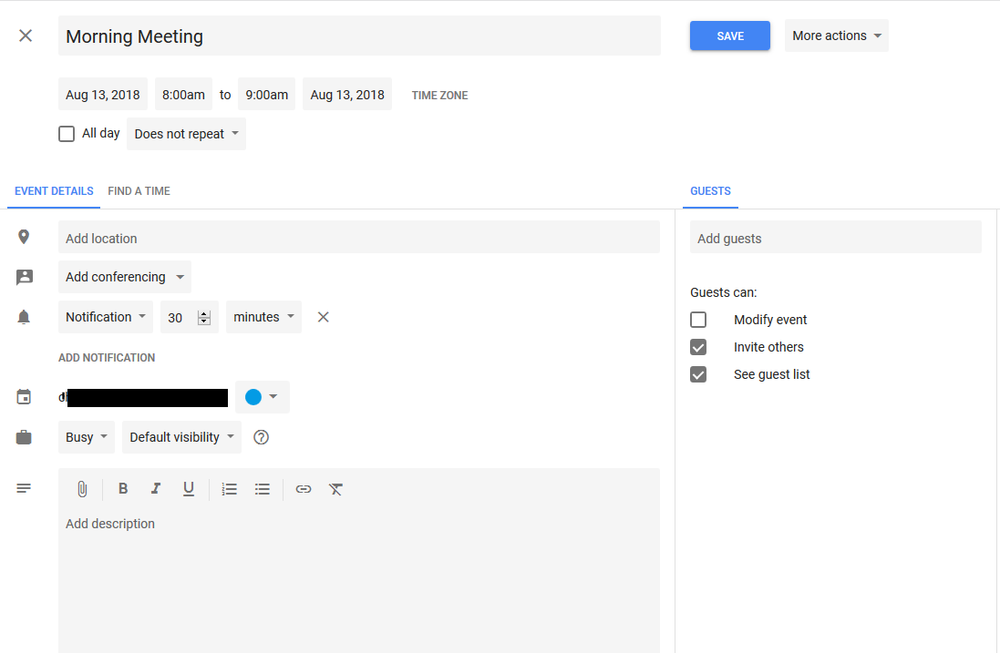 Morning Meeting
SAVE
More actions
Aug 13, 2018 8:00am to 9:00am Aug 13, 2018 TIME ZONE
All day Does not repeat
EVENT DETAILS FIND A TIME
GUESTS
Add location
Add conferencing
Notification 30 minutes
ADD NOTIFICATION
Busy Default visibility
B I U
Add description
Add guests
Guests can:
Modify event
Invite others
See guest list